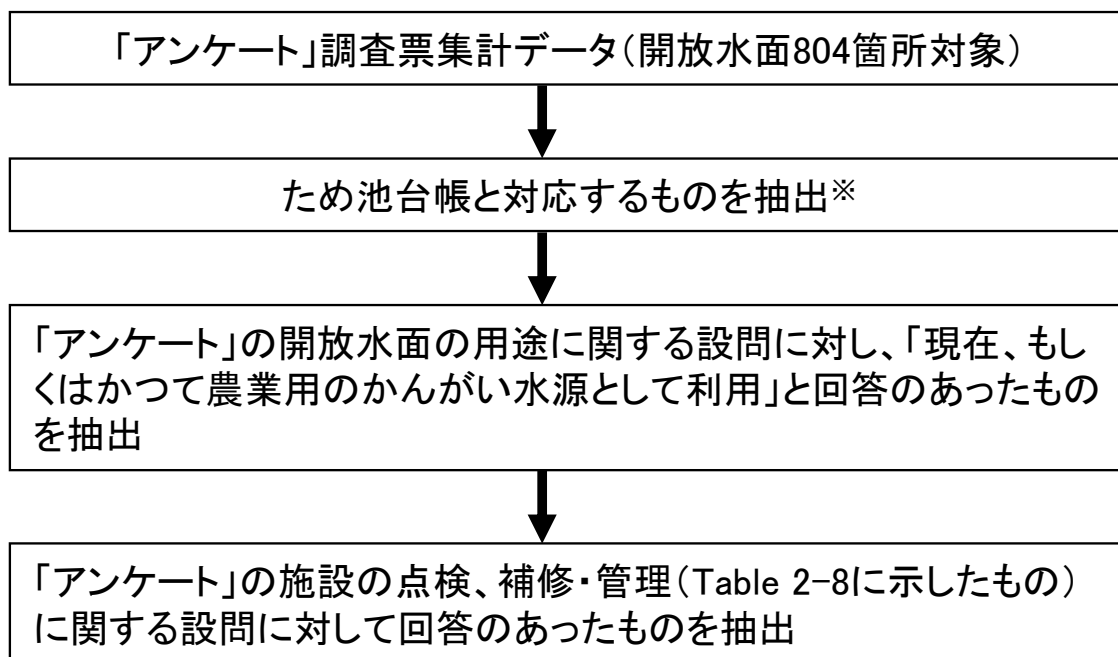 「アンケート」調査票集計データ(開放水面804箇所対象)
ため池台帳と対応するものを抽出※
「アンケート」の開放水面の用途に関する設問に対し、「現在、もし
くはかつて農業用のかんがい水源として利用」と回答のあったもの
を抽出
「アンケート」の施設の点検、補修・管理(Table 2-8に示したもの)
に関する設問に対して回答のあったものを抽出